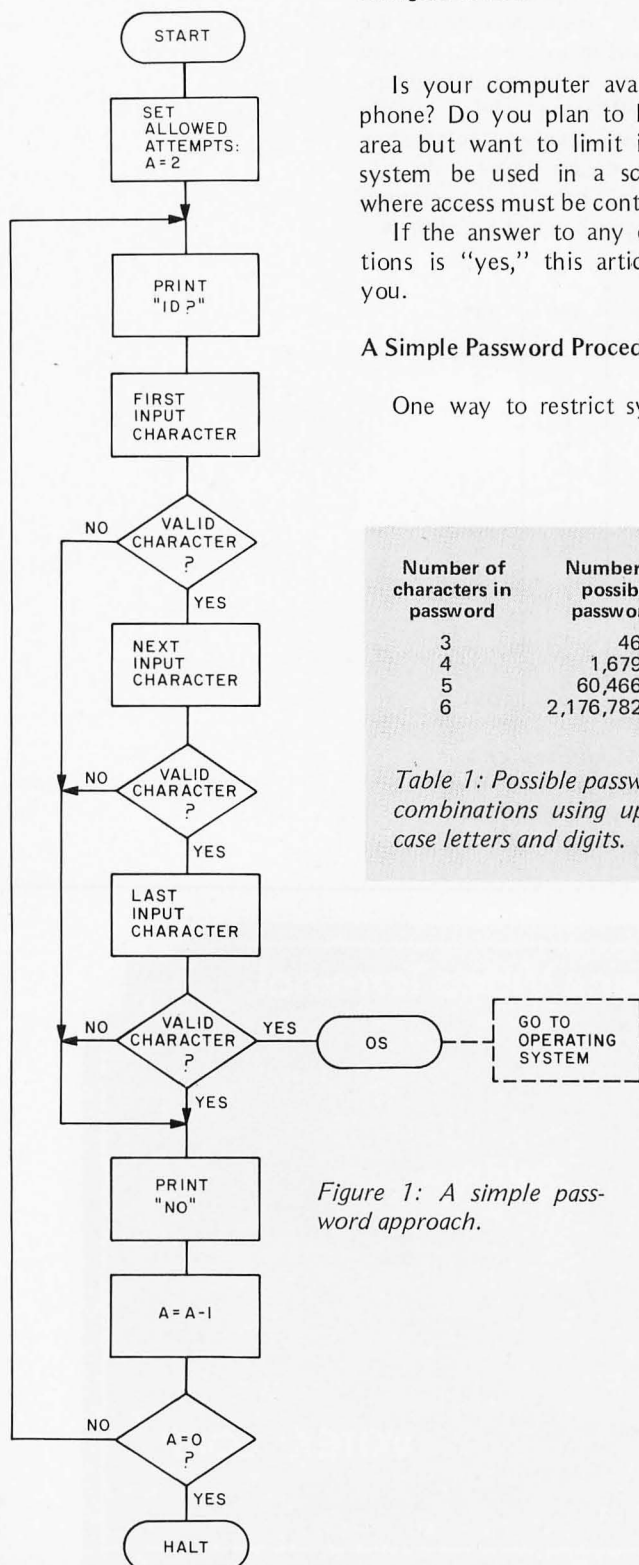 START
SET
ALLOWED
ATTEMPTS:
A=2
PRINT
"ID?"
FIRST
INPUT
CHARACTER
NO
VALID
CHARACTER
?
YES
NEXT
INPUT
CHARACTER
NO
VALID
CHARACTER
?
YES
LAST
INPUT
CHARACTER
NO
VALID
CHARACTER
?
YES
OS
GO TO
OPERATING
SYSTEM
YES
PRINT
"NO"
A=A-1
NO
A=0
?
YES
HALT
Is your computer ava
phone? Do you plan to
area but want to limit i
system be used in a sc
where access must be cont
If the answer to any
tions is "yes," this artic
you.
A Simple Password Proced
One way to restrict sy
Number of
characters in
password
Number
possib
passwo
3 46
4 1,679
5 60,466
6 2,176,782
Table 1: Possible passw
combinations using up
case letters and digits.
Figure 1: A simple pass-
word approach.